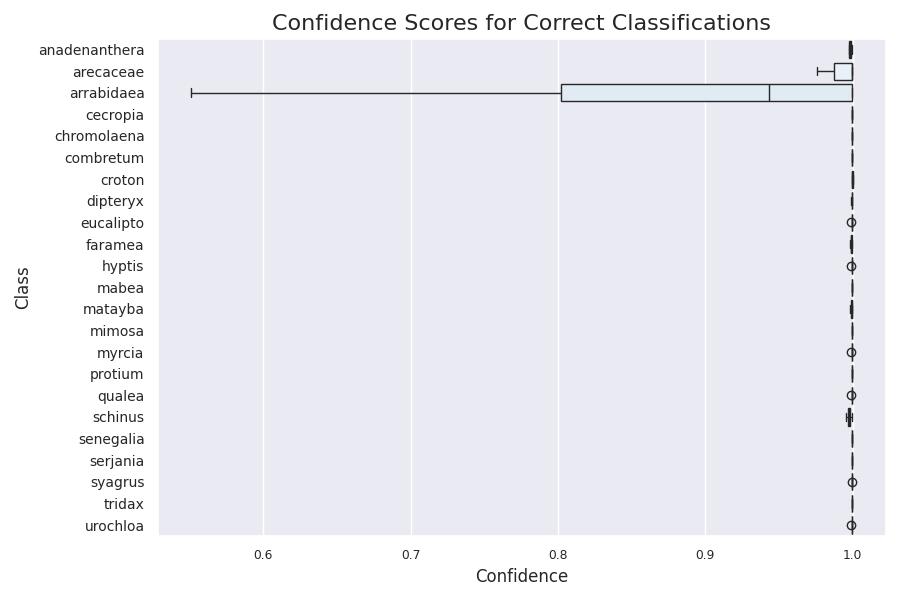 Confidence Scores for Correct Classifications
anadenanthera
arecaceae
arrabidaea
cecropia
chromolaena
combretum
croton
dipteryx
eucalipto
faramea
hyptis
mabea
matayba
mimosa
myrcia
protium
qualea
schinus
senegalia
serjania
syagrus
tridax
urochloa
Class
0.6 0.7 0.8 0.9 1.0
Confidence